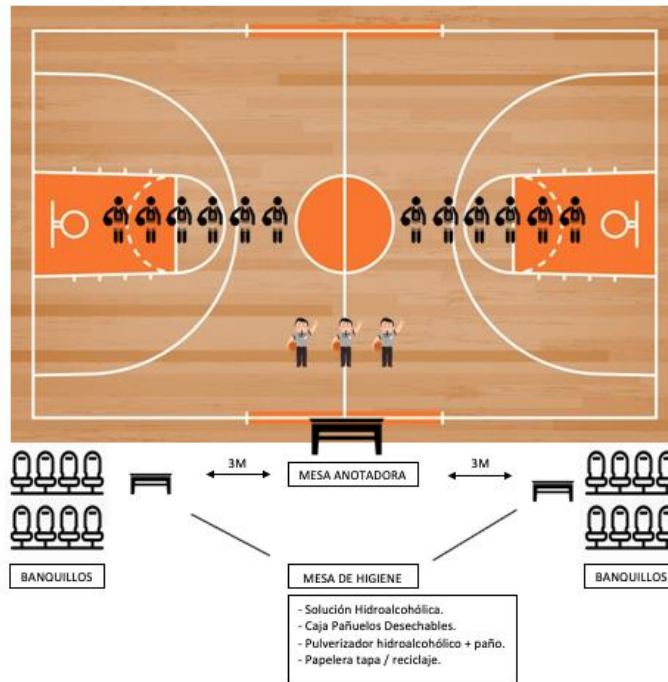 3M
MESA ANOTADORA
3M
BANQUILLOS
MESA DE HIGIENE
BANQUILLOS
- Solución Hidroalcohólica.
- Caja Pañuelos Desechables.
- Pulverizador hidroalcohólico + paño.
- Papelera tapa / reciclaje.